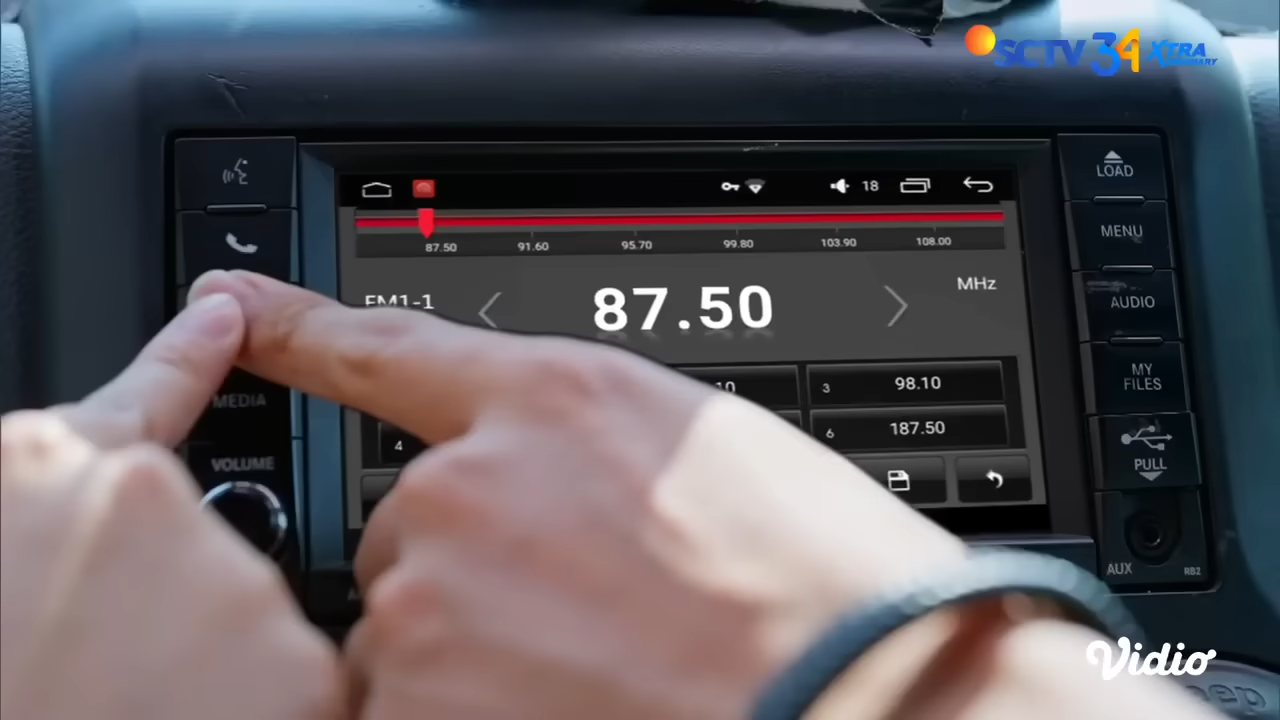 SCTV 34 XTRA
LOAD
18
MENU
87.50 91.60 95.70 99.80 103.90 108.00
FM1-1
87.50
MHz
AUDIO
MY
FILES
3 98.10
MEDIA
4
6 187.50
VOLUME
PULL
AUX
RB2
Vidio